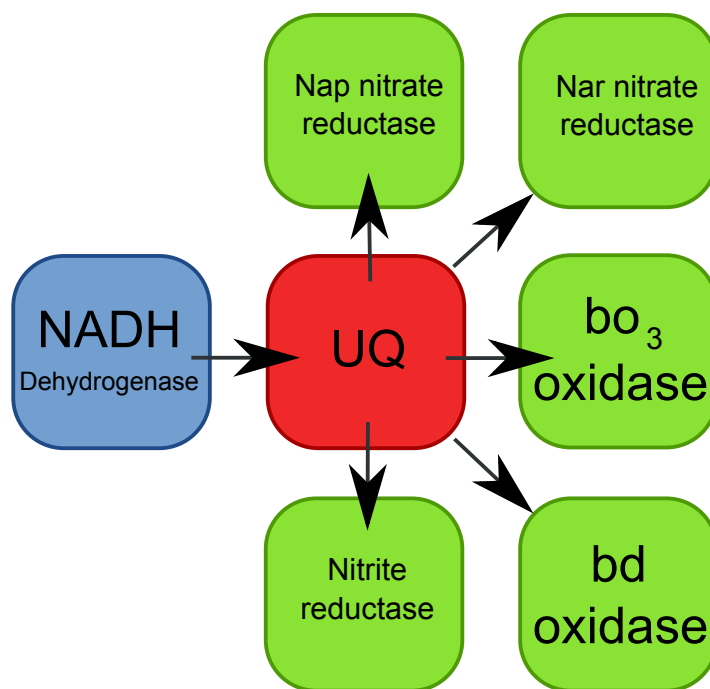 Nap nitrate
reductase
Nar nitrate
reductase
NADH
Dehydrogenase
UQ
bo3
oxidase
Nitrite
reductase
bd
oxidase